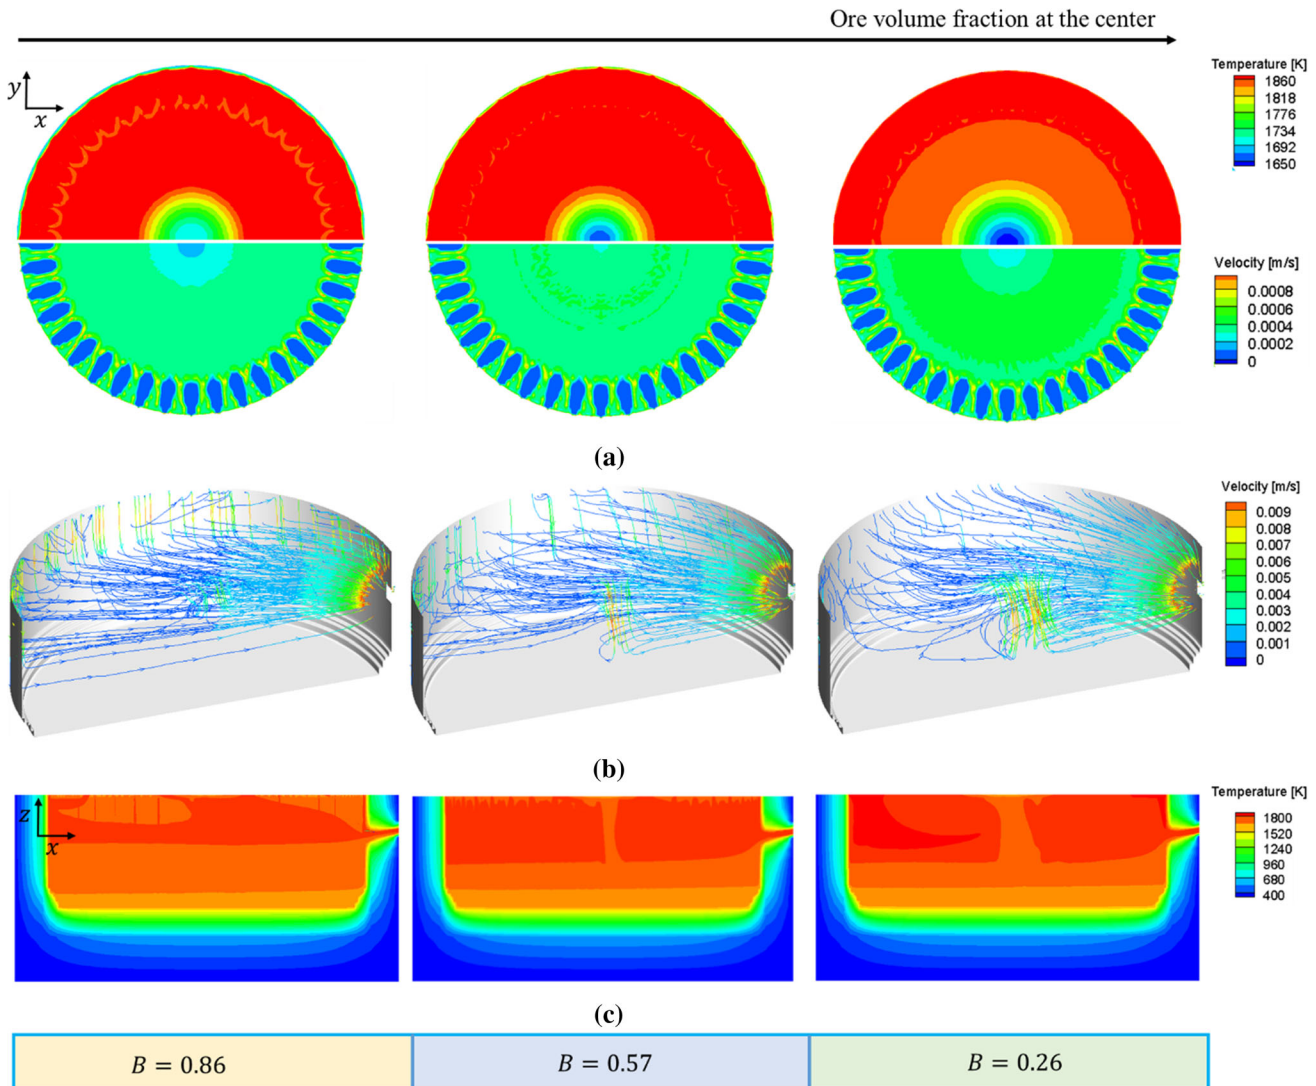 Ore volume fraction at the center
y
x
Temperature [K]
1860
1818
1776
1734
1692
1650
Velocity [m/s]
0.0008
0.0006
0.0004
0.0002
0
(a)
Velocity [m/s]
0.009
0.008
0.007
0.006
0.005
0.004
0.003
0.002
0.001
0
(b)
z
x
Temperature [K]
1800
1520
1240
960
680
400
(c)
B = 0.86
B = 0.57
B = 0.26